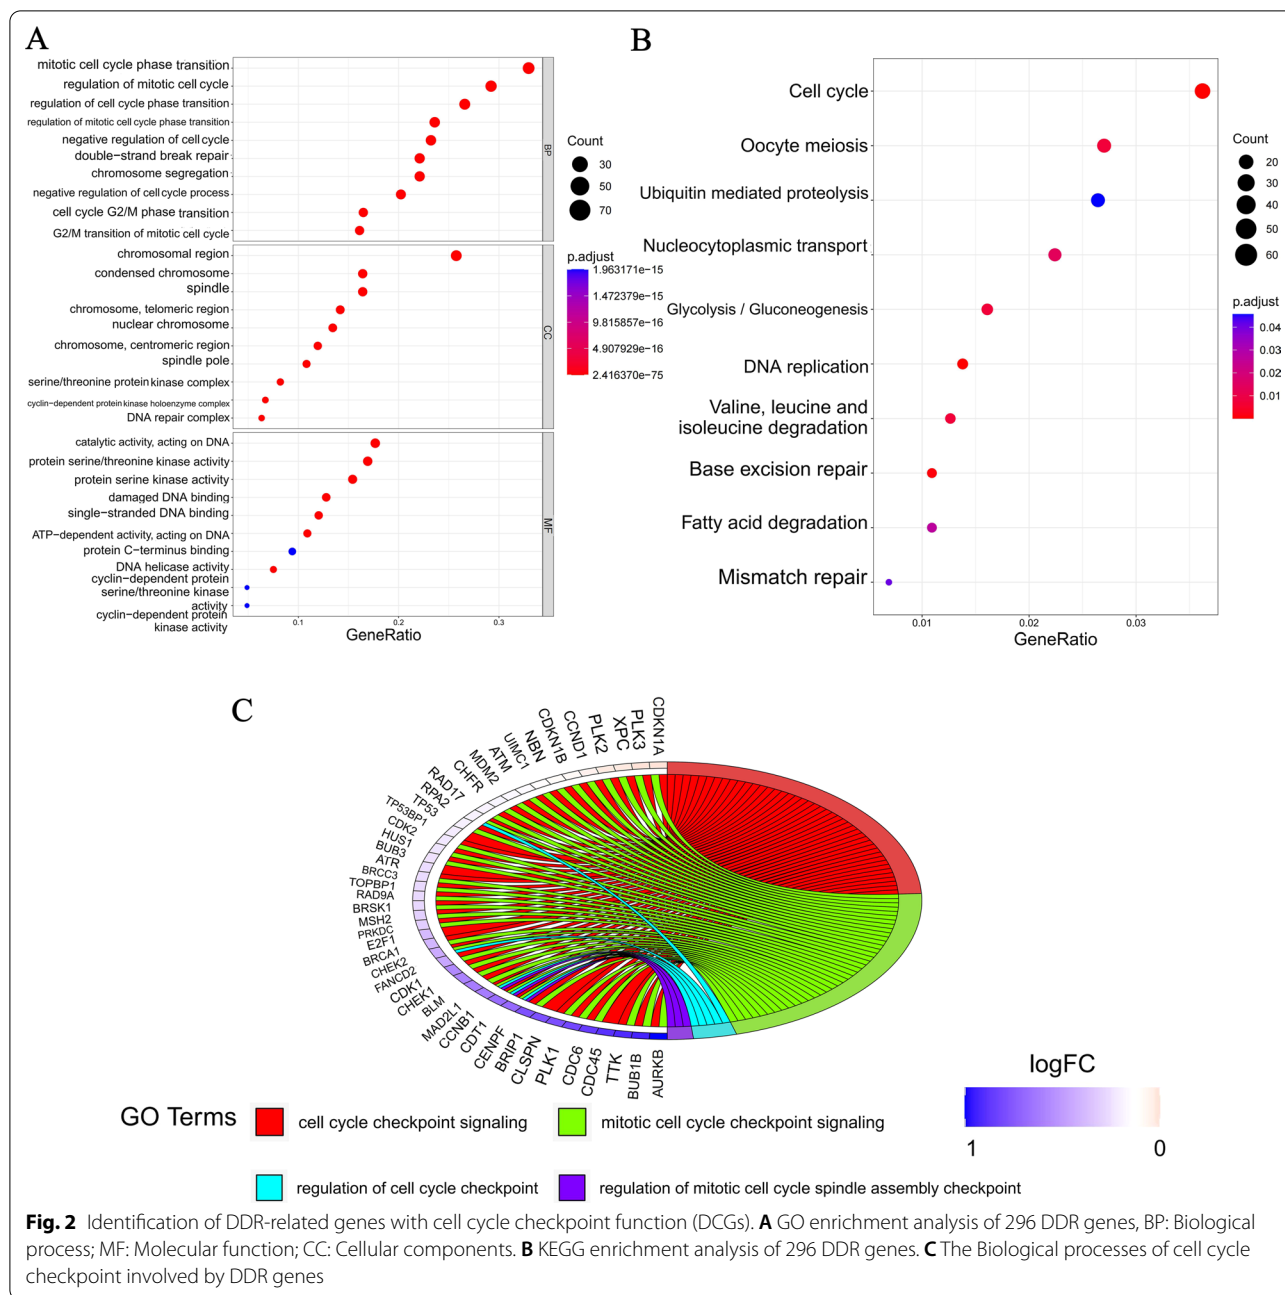 A
mitotic cell cycle phase transition
regulation of mitotic cell cycle
regulation of cell cycle phase transition
regulation of mitotic cell cycle phase transition
negative regulation of cell cycle
double−strand break repair
chromosome segregation
negative regulation of cell cycle process
cell cycle G2/M phase transition
G2/M transition of mitotic cell cycle
BP
chromosomal region
condensed chromosome
spindle
chromosome, telomeric region
nuclear chromosome
chromosome, centromeric region
spindle pole
serine/threonine protein kinase complex
cyclin−dependent protein kinase holoenzyme complex
DNA repair complex
CC
catalytic activity, acting on DNA
protein serine/threonine kinase activity
protein serine kinase activity
damaged DNA binding
single−stranded DNA binding
ATP−dependent activity, acting on DNA
protein C−terminus binding
DNA helicase activity
cyclin−dependent protein
serine/threonine kinase
activity
cyclin−dependent protein
kinase activity
MF
0.1
0.2
0.3
GeneRatio
Count
30
50
70
p.adjust
1.963171e−15
1.472379e−15
9.815857e−16
4.907929e−16
2.416370e−75
B
Cell cycle
Oocyte meiosis
Ubiquitin mediated proteolysis
Nucleocytoplasmic transport
Glycolysis / Gluconeogenesis
DNA replication
Valine, leucine and
isoleucine degradation
Base excision repair
Fatty acid degradation
Mismatch repair
0.01
0.02
0.03
GeneRatio
Count
20
30
40
50
60
p.adjust
0.04
0.03
0.02
0.01
C
CDKN1A
PLK3
XPC
PLK2
CCND1
CDKN1B
NBN
UIMC1
ATM
MDM2
CHFR
RAD17
RPA2
TP53
TP53BP1
CDK2
HUS1
BUB3
ATR
BRCC3
TOPBP1
RAD9A
BRSK1
MSH2
PRKDC
E2F1
BRCA1
CHEK2
FANCD2
CDK1
CHEK1
BLM
MAD2L1
CCNB1
CDT1
CENPF
BRIP1
CLSPN
PLK1
CDC6
CDC45
TTK
BUB1B
AURKB
logFC
1
0
GO Terms
cell cycle checkpoint signaling
mitotic cell cycle checkpoint signaling
regulation of cell cycle checkpoint
regulation of mitotic cell cycle spindle assembly checkpoint
Fig. 2 Identification of DDR-related genes with cell cycle checkpoint function (DCGs). A GO enrichment analysis of 296 DDR genes, BP: Biological
process; MF: Molecular function; CC: Cellular components. B KEGG enrichment analysis of 296 DDR genes. C The Biological processes of cell cycle
checkpoint involved by DDR genes